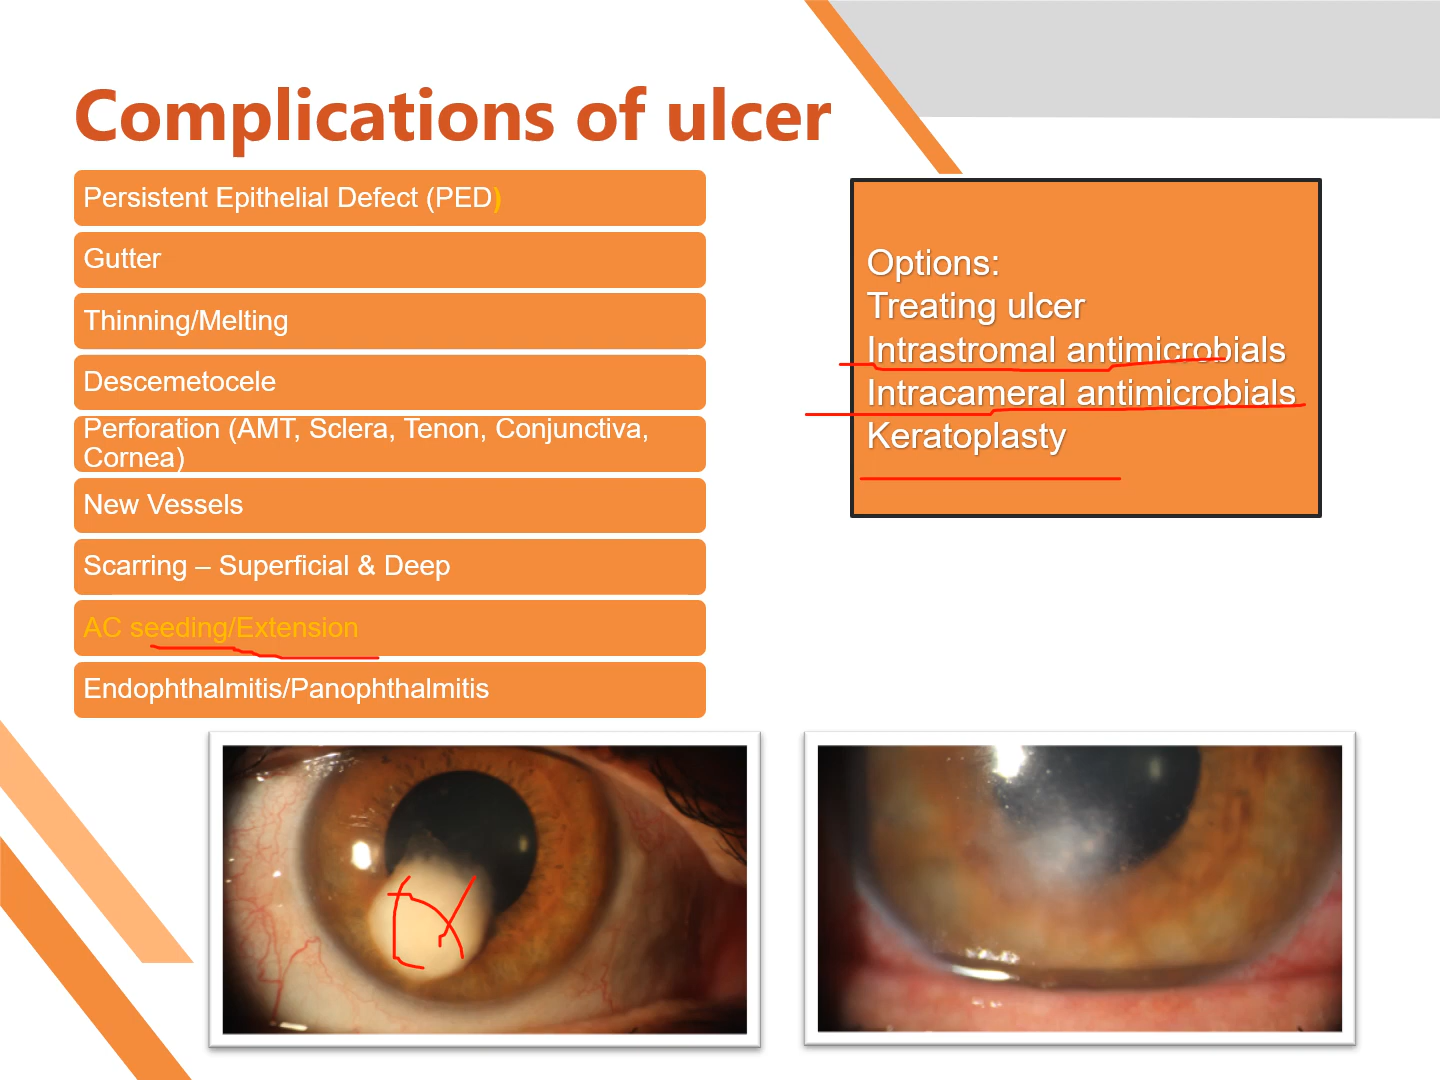 Complications of ulcer
Persistent Epithelial Defect (PED)
Gutter
Thinning/Melting
Descemetocele
Perforation (AMT, Sclera, Tenon, Conjunctiva,
Cornea)
New Vessels
Scarring – Superficial & Deep
AC seeding/Extension
Endophthalmitis/Panophthalmitis
Options:
Treating ulcer
Intrastromal antimicrobials
Intracameral antimicrobials
Keratoplasty